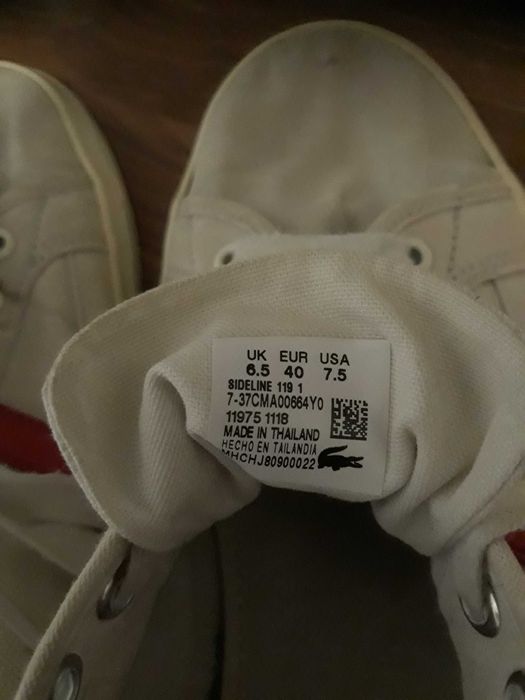 UK EUR USA
6.5 40 7.5
SIDELINE 119 1
7-37CMA00664Y0
11975 1118
MADE IN THAILAND
HECHO EN TAILANDIA
MHCHJ80900022